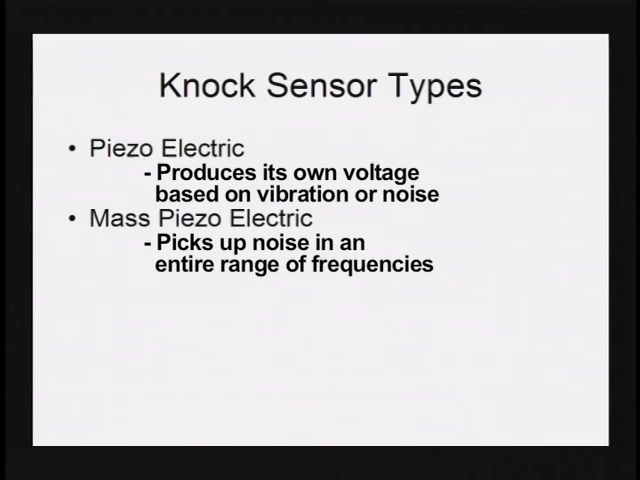 Knock Sensor Types
• Piezo Electric
- Produces its own voltage
based on vibration or noise
• Mass Piezo Electric
- Picks up noise in an
entire range of frequencies